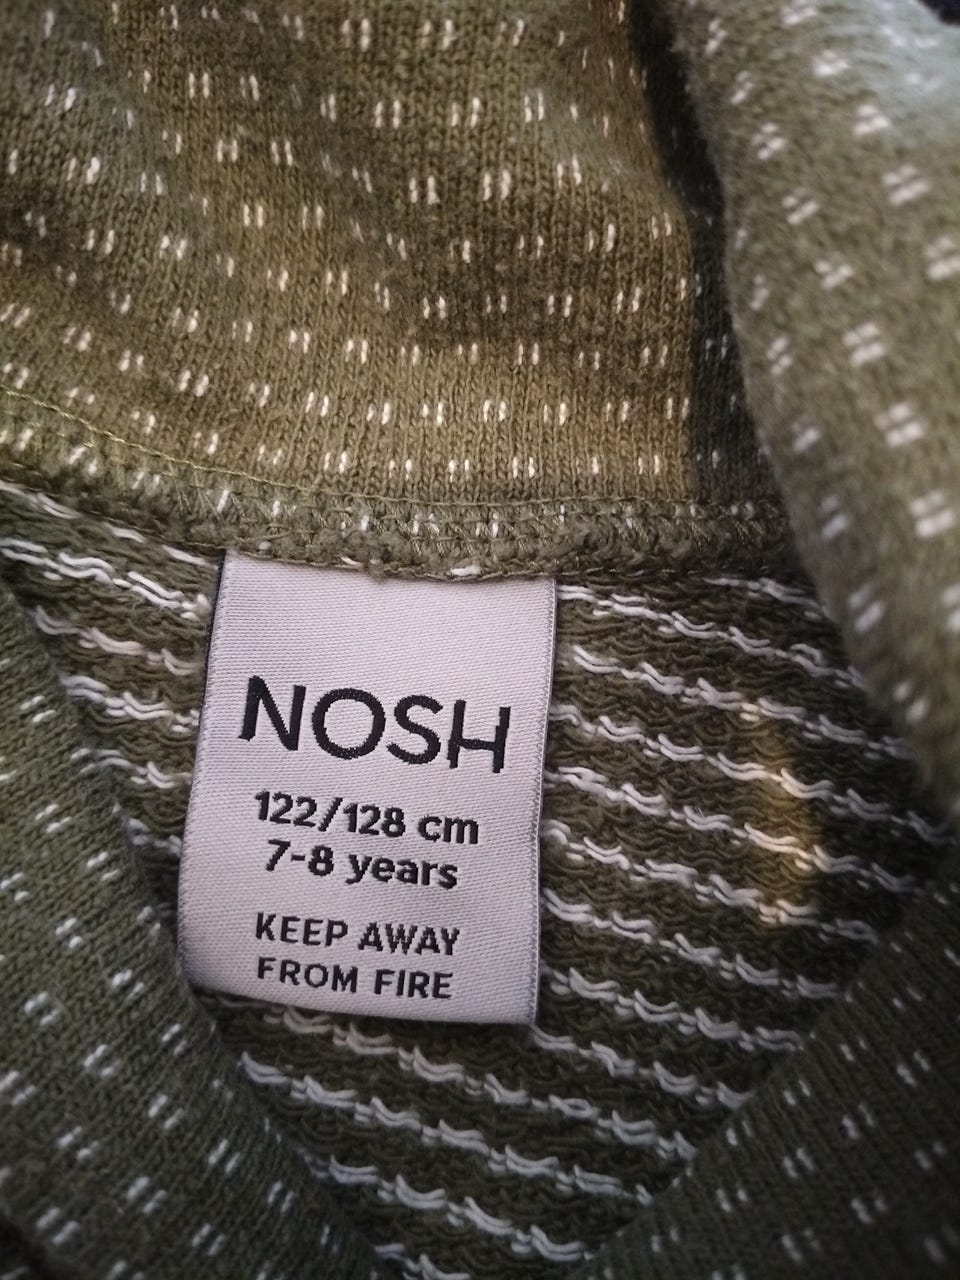 NOSH
122/128 cm
7-8 years
KEEP AWAY
FROM FIRE